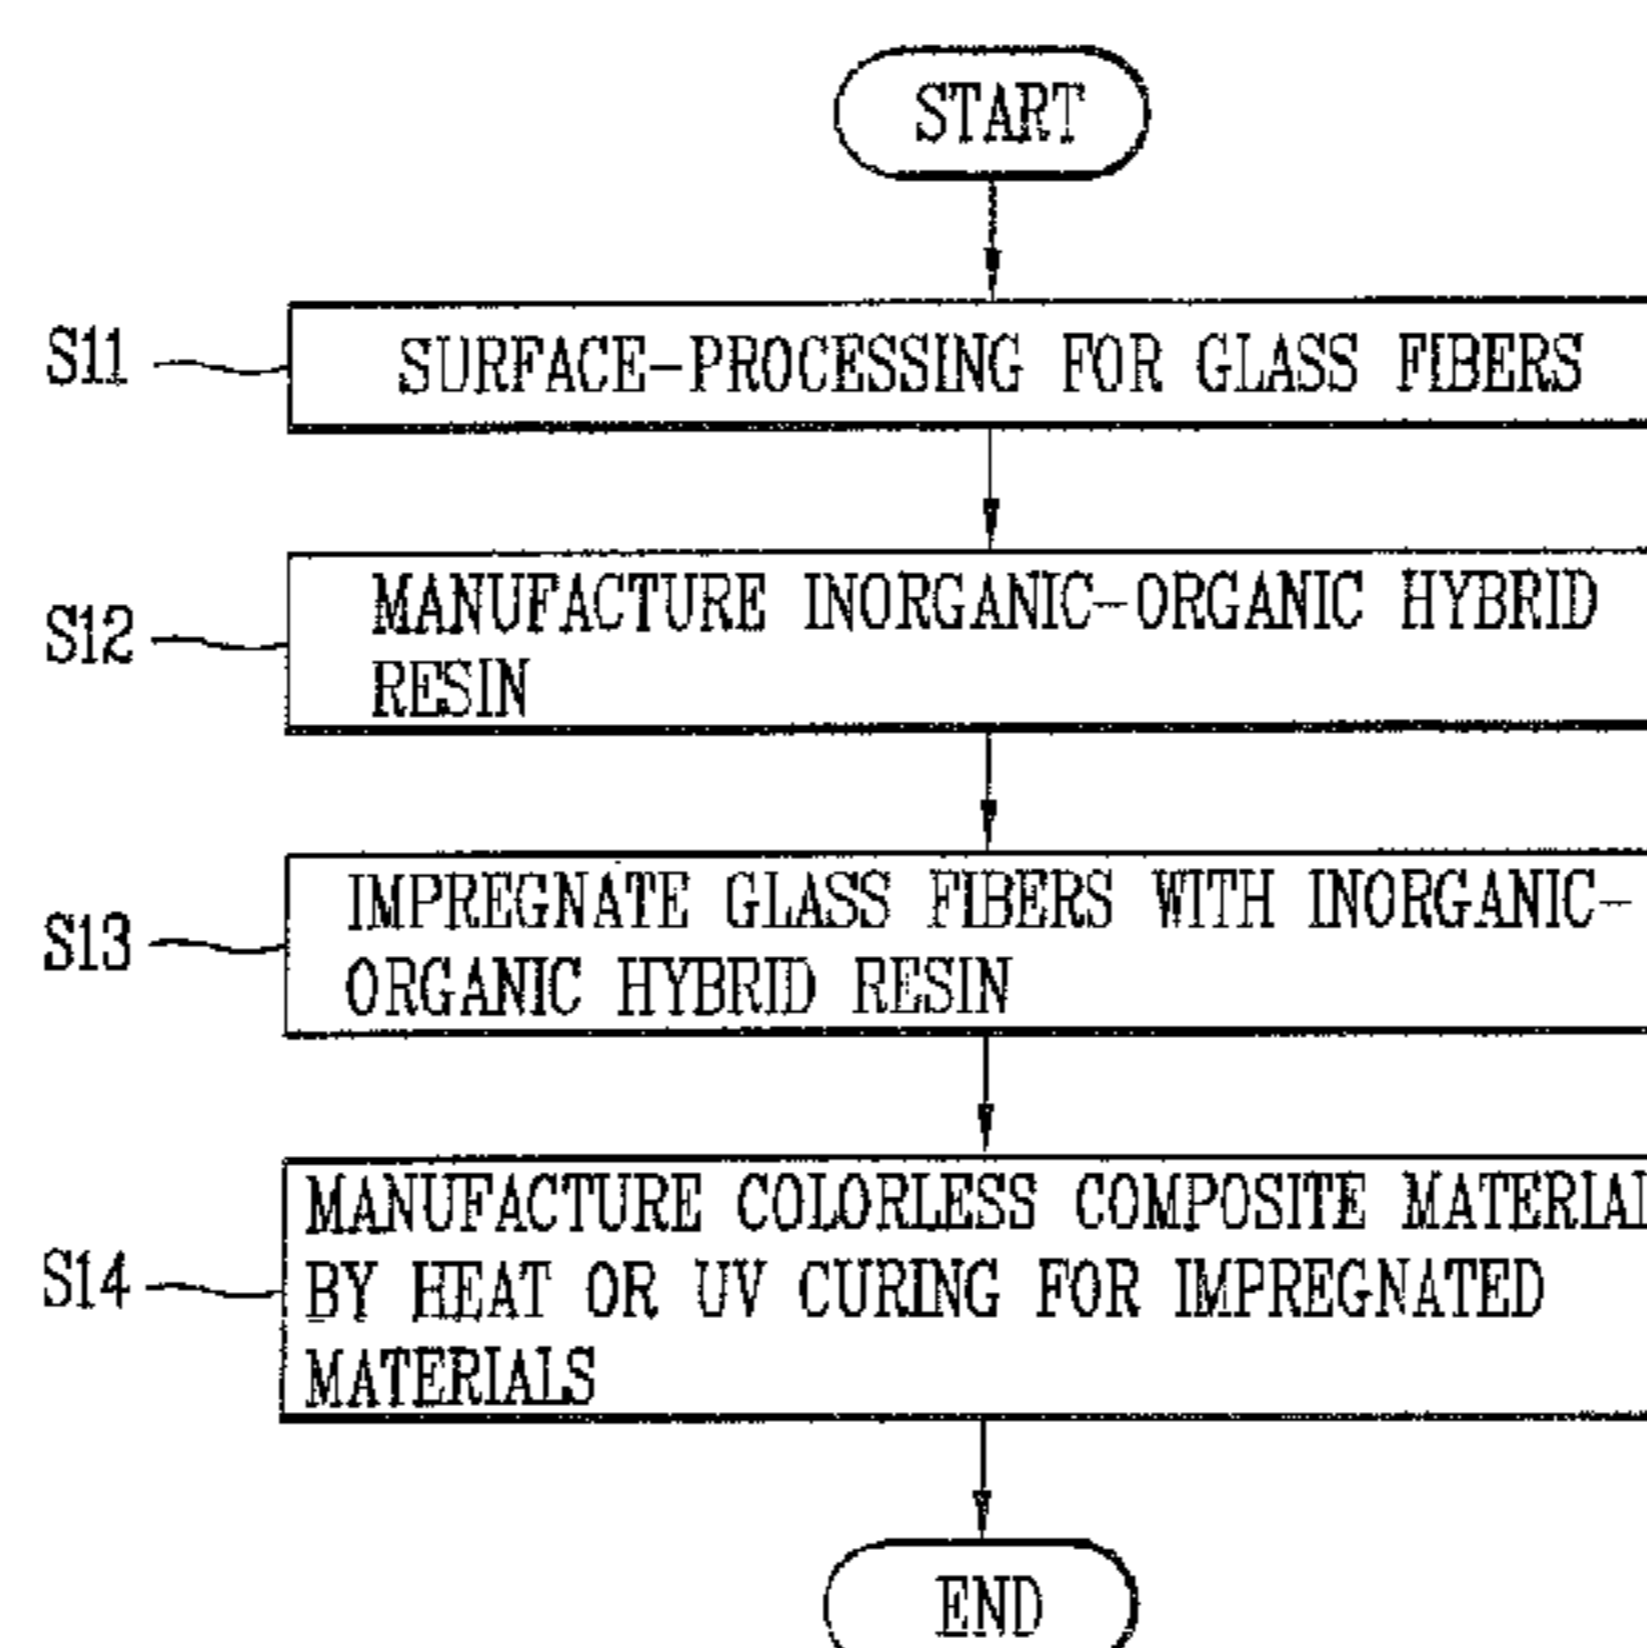 START
S11
SURFACE-PROCESSING FOR GLASS FIBERS
S12
MANUFACTURE INORGANIC-ORGANIC HYBRID
RESIN
S13
IMPREGNATE GLASS FIBERS WITH INORGANIC-
ORGANIC HYBRID RESIN
S14
MANUFACTURE COLORLESS COMPOSITE MATERIAL
BY HEAT OR UV CURING FOR IMPREGNATED
MATERIALS
END